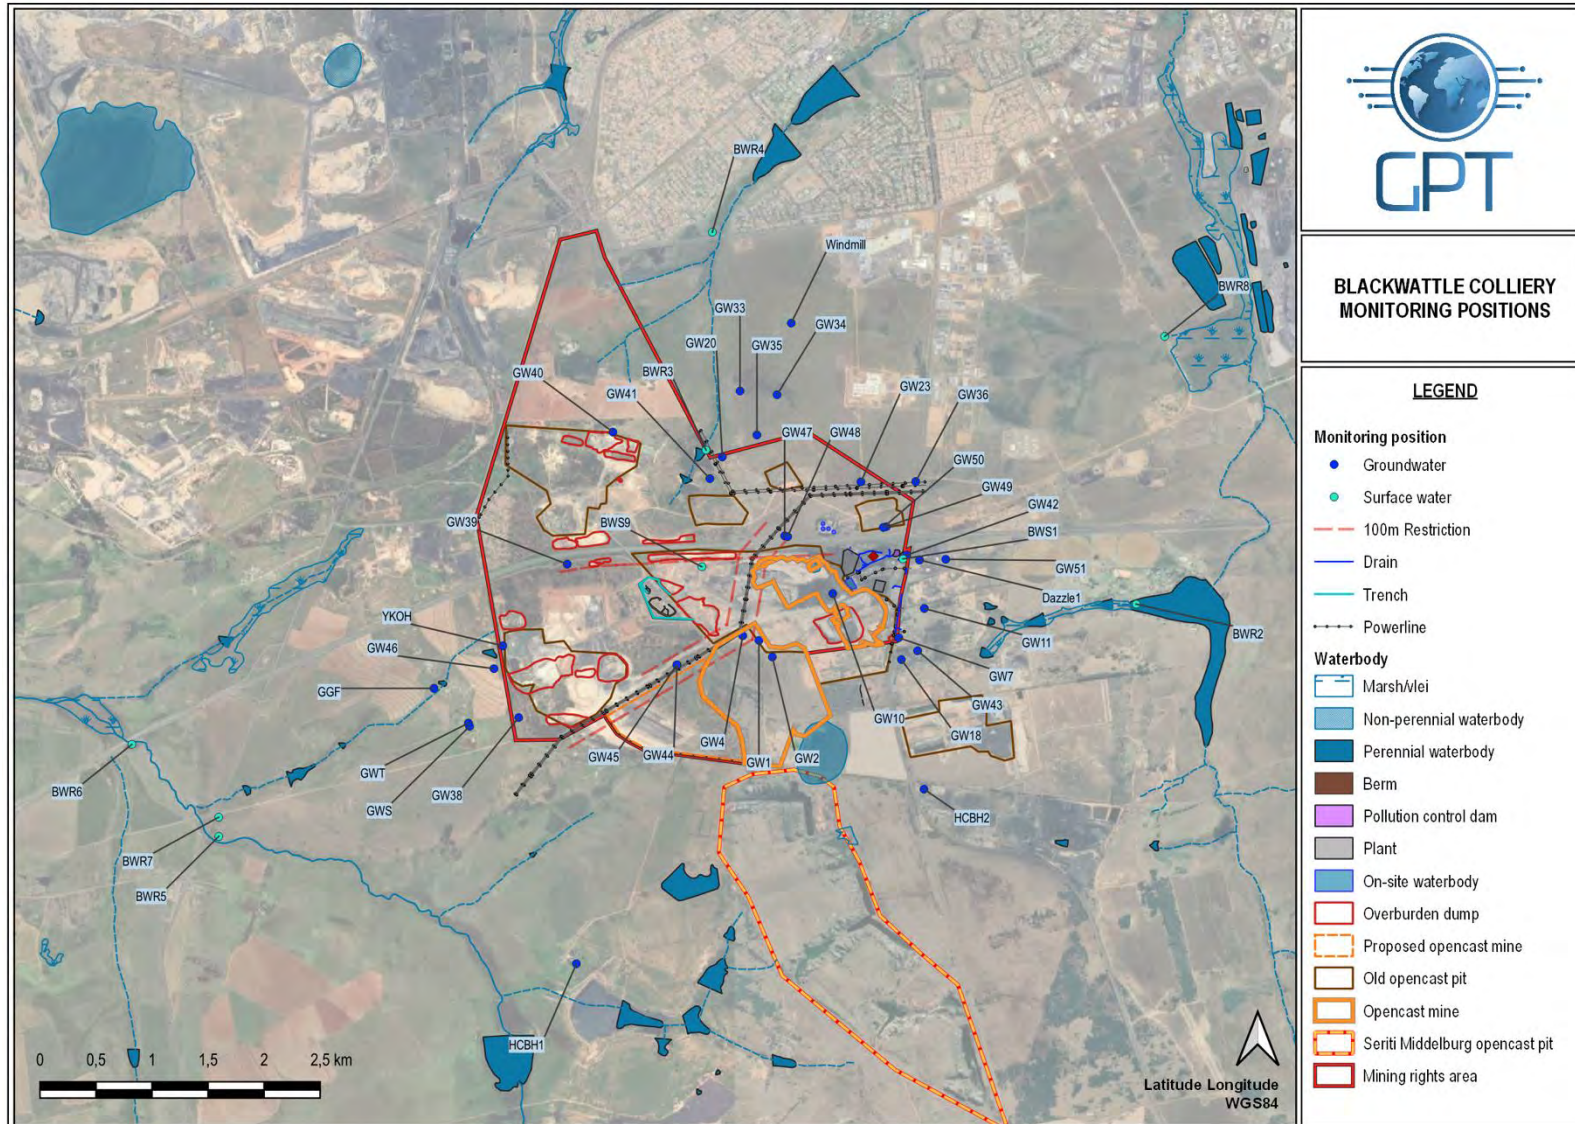 BWR4
Windmill
BWR8
GW33
GW34
GW20
GW35
BWR3
GW40
GW41
GW23
GW36
GW47
GW48
GW50
GW49
GW42
GW39
BWS9
BWS1
GW51
Dazzle1
YKOH
GW11
BWR2
GW46
GW7
GGF
GW43
GW10
GW18
GW45
GW44
GW4
GW1
GW2
GWT
GWS
GW38
BWR6
HCBH2
BWR7
BWR5
HCBH1
0 0,5 1 1,5 2 2,5 km
Latitude Longitude
WGS84
GPT
BLACKWATTLE COLLIERY
MONITORING POSITIONS
LEGEND
Monitoring position
Groundwater
Surface water
100m Restriction
Drain
Trench
Powerline
Waterbody
Marsh/vlei
Non-perennial waterbody
Perennial waterbody
Berm
Pollution control dam
Plant
On-site waterbody
Overburden dump
Proposed opencast mine
Old opencast pit
Opencast mine
Seriti Middelburg opencast pit
Mining rights area